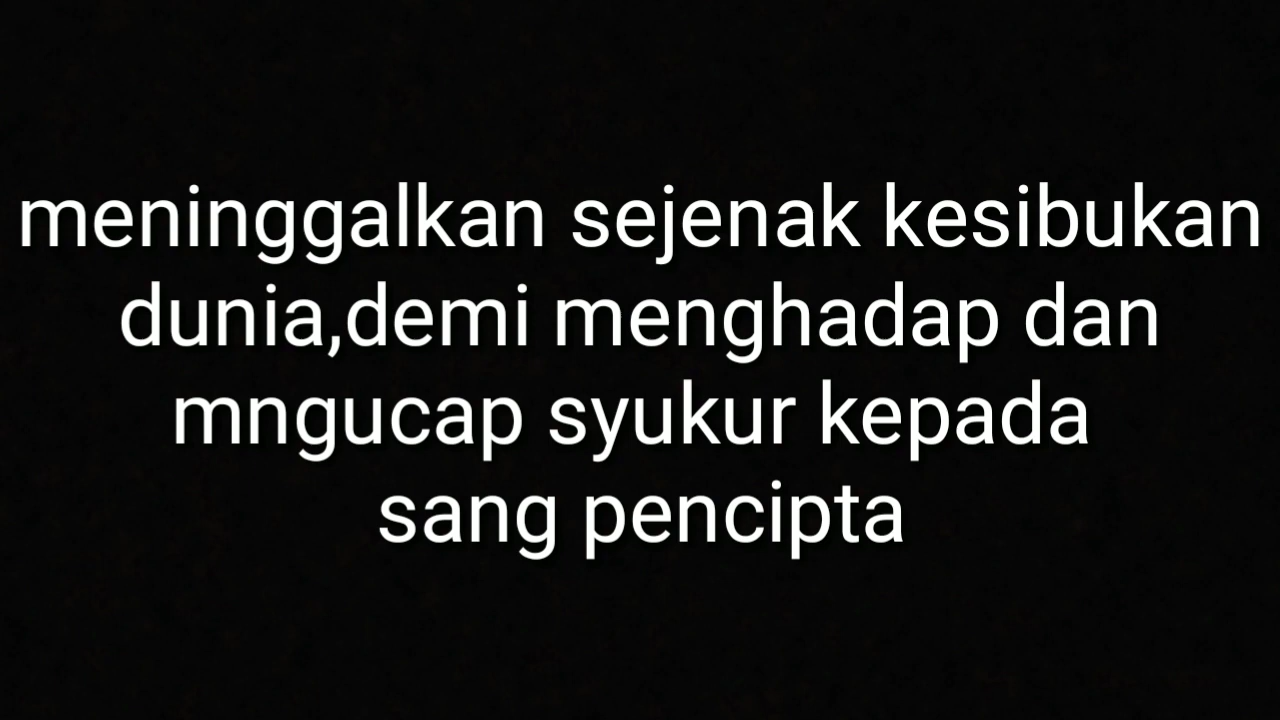 meninggalkan sejenak kesibukan
dunia,demi menghadap dan
mngucap syukur kepada
sang pencipta